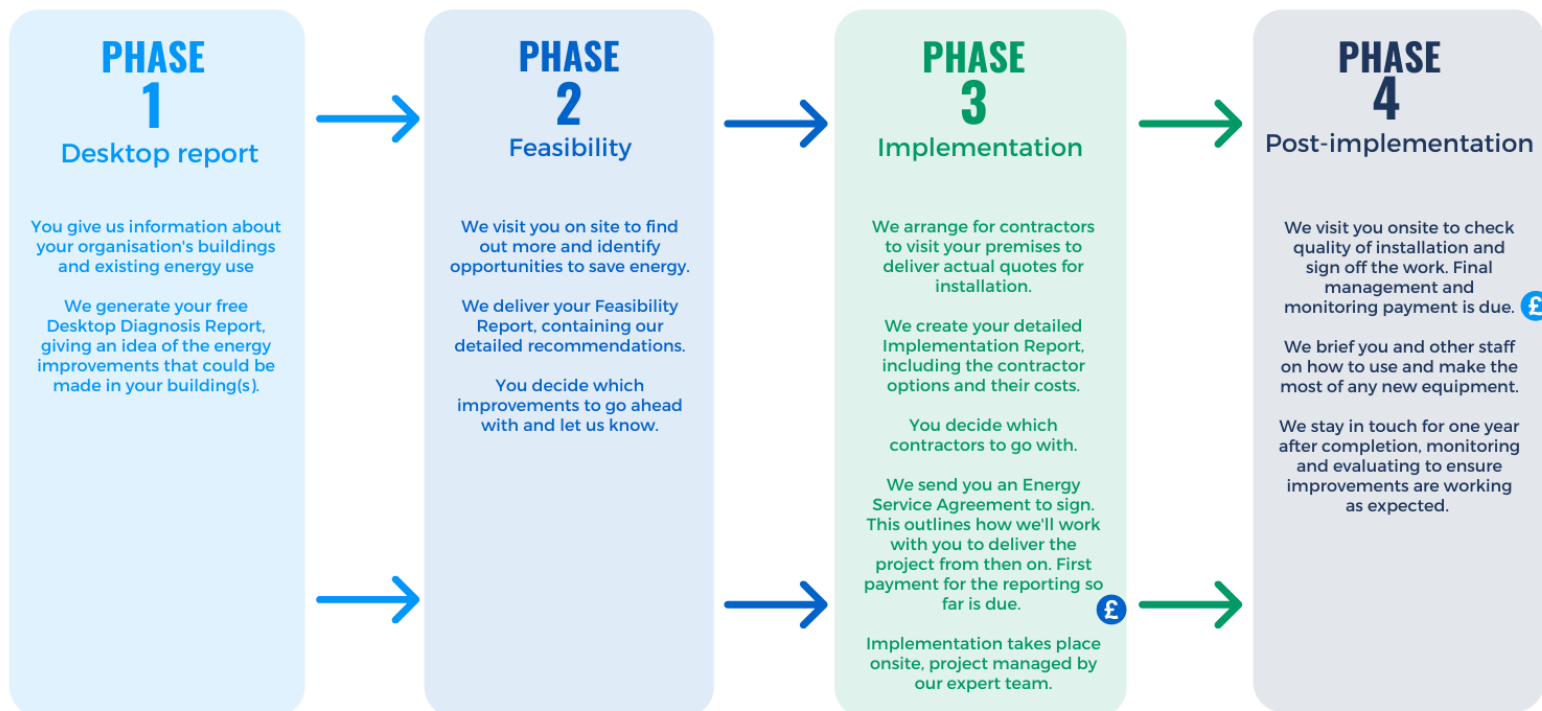 PHASE
1
Desktop report
You give us information about
your organisation's buildings
and existing energy use
We generate your free
Desktop Diagnosis Report,
giving an idea of the energy
improvements that could be
made in your building(s).
PHASE
2
Feasibility
We visit you on site to find
out more and identify
opportunities to save energy.
We deliver your Feasibility
Report, containing our
detailed recommendations.
You decide which
improvements to go ahead
with and let us know.
PHASE
3
Implementation
We arrange for contractors
to visit your premises to
deliver actual quotes for
installation.
We create your detailed
Implementation Report,
including the contractor
options and their costs.
You decide which
contractors to go with.
We send you an Energy
Service Agreement to sign.
This outlines how we'll work
with you to deliver the
project from then on. First
payment for the reporting so
far is due.
£
Implementation takes place
onsite, project managed by
our expert team.
PHASE
4
Post-implementation
We visit you onsite to check
quality of installation and
sign off the work. Final
management and
monitoring payment is due. £
We brief you and other staff
on how to use and make the
most of any new equipment.
We stay in touch for one year
after completion, monitoring
and evaluating to ensure
improvements are working
as expected.